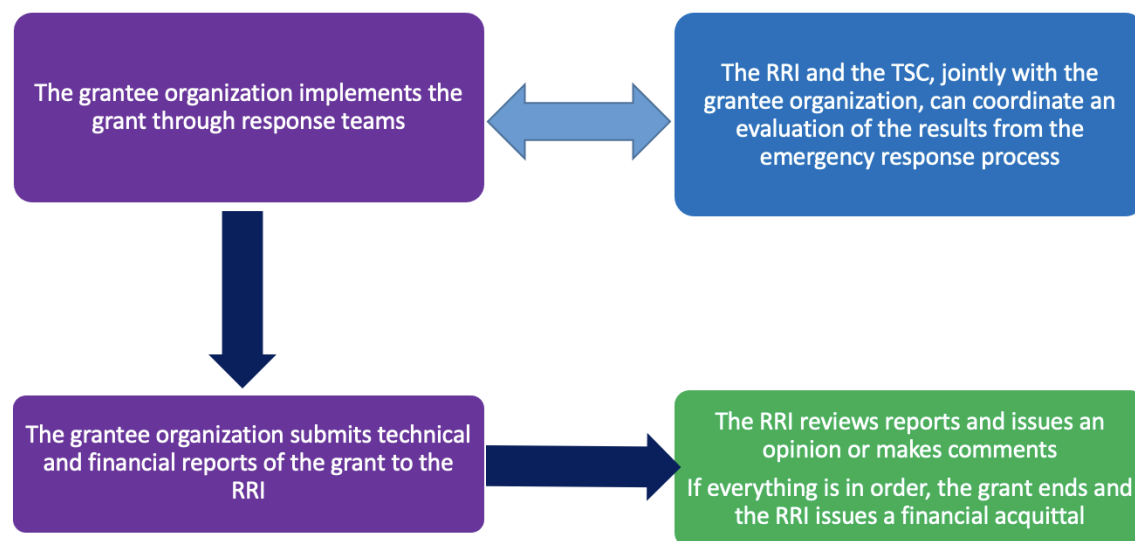 The grantee organization implements the
grant through response teams
The RRI and the TSC, jointly with the
grantee organization, can coordinate an
evaluation of the results from the
emergency response process
The grantee organization submits technical
and financial reports of the grant to the
RRI
The RRI reviews reports and issues an
opinion or makes comments
If everything is in order, the grant ends and
the RRI issues a financial acquittal